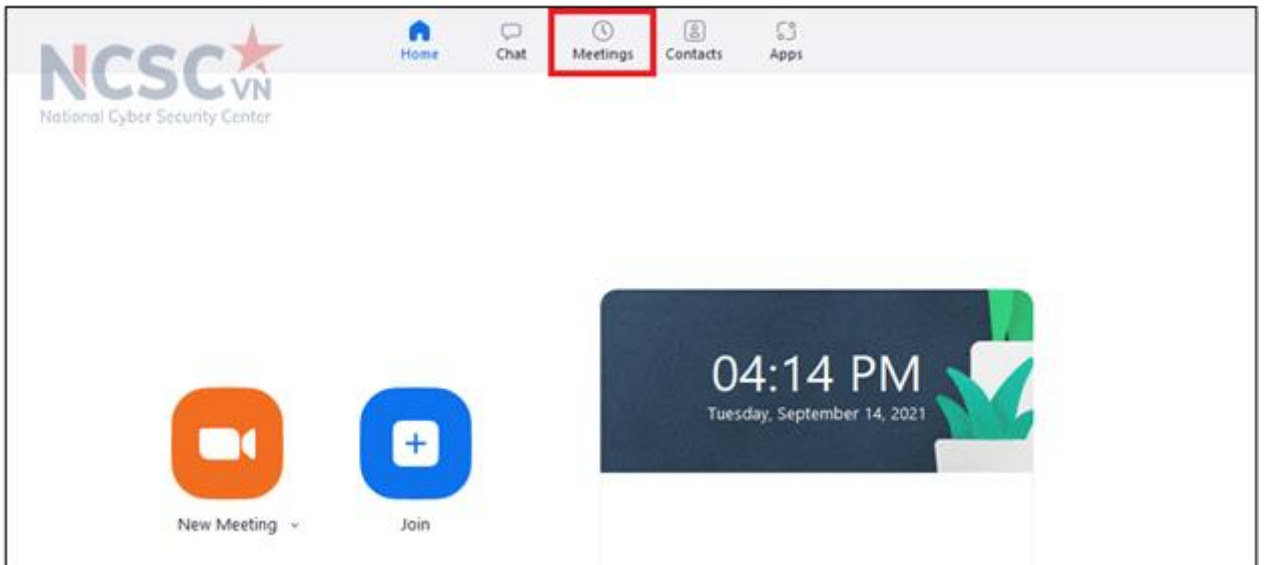 NCSC VN
National Cyber Security Center
Home
Chat
Meetings
Contacts
Apps
04:14 PM
Tuesday, September 14, 2021
New Meeting
Join